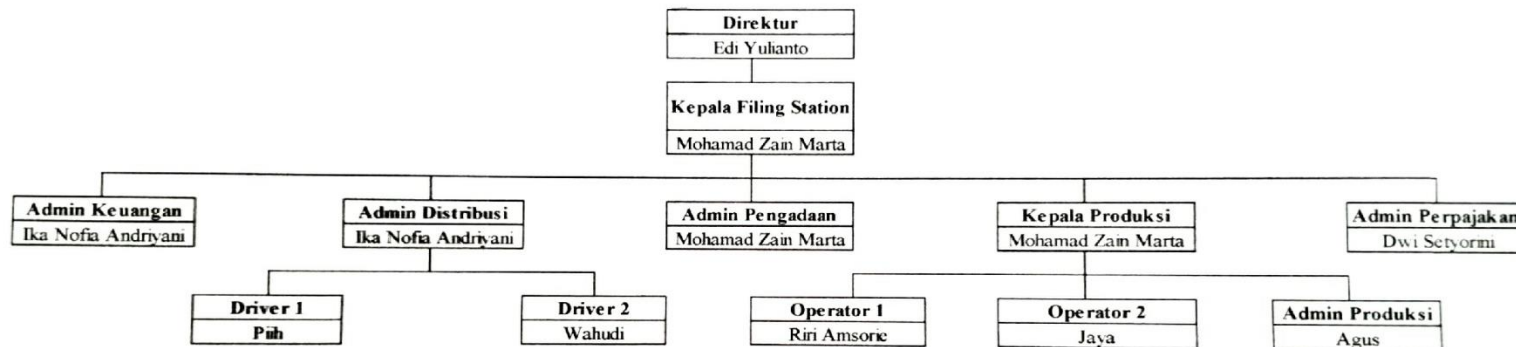 Direktur
Edi Yulianto
Kepala Filing Station
Mohamad Zain Marta
Admin Keuangan
Ika Nofia Andriyani
Admin Distribusi
Ika Nofia Andriyani
Admin Pengadaan
Mohamad Zain Marta
Kepala Produksi
Mohamad Zain Marta
Admin Perpajakan
Dwi Setyorini
Driver 1
Piih
Driver 2
Wahudi
Operator 1
Riri Amsorie
Operator 2
Jaya
Admin Produksi
Agus